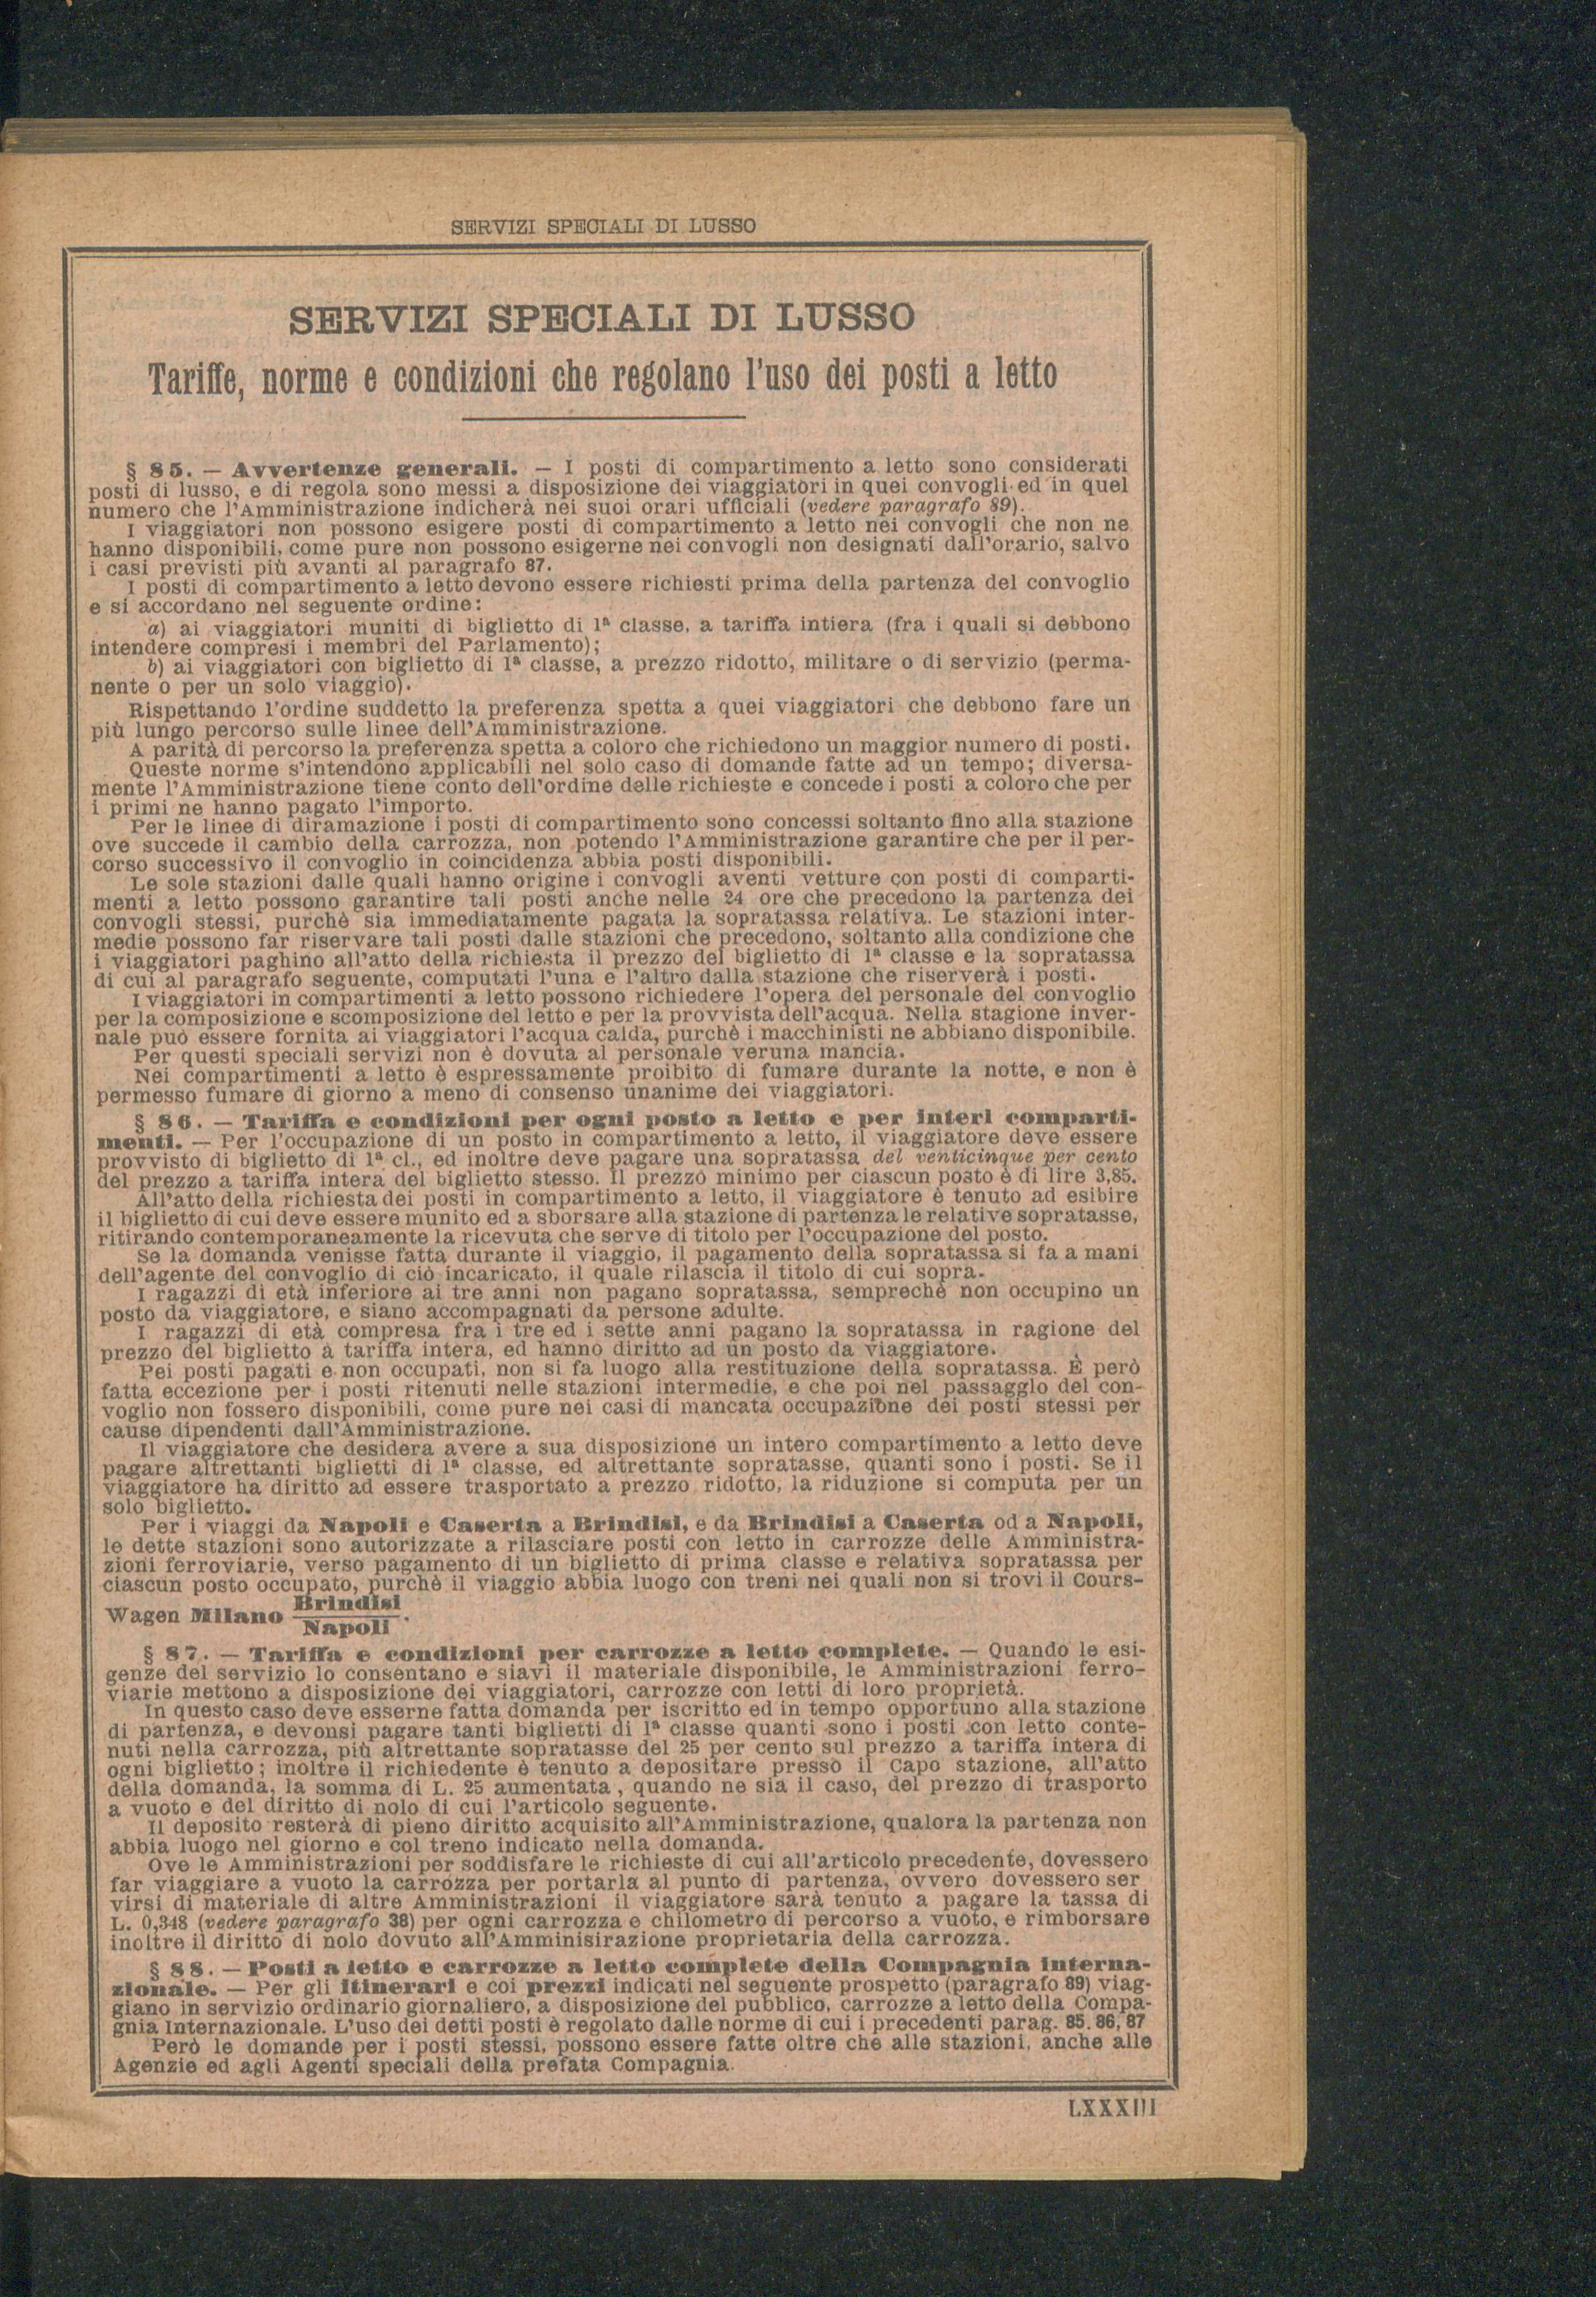 SERVIZI SPECIALI DI LUSSO
SERVIZI SPECIALI DI LUSSO
Tariffe, norme e condizioni che regolano l'uso dei posti a letto
§ 85. — Avvertenze generali. — I posti di compartimento a letto sono considerati
posti di lusso, e di regola sono messi a disposizione dei viaggiatori in quei convogli ed in quel
numero che l'Amministrazione indicherà nei suoi orari ufficiali (vedere paragrafo 89).
I viaggiatori non possono esigere posti di compartimento a letto nei convogli che non ne
hanno disponibili, come pure non possono esigerne nei convogli non designati dall'orario, salvo
i casi previsti più avanti al paragrafo 87.
I posti di compartimento a letto devono essere richiesti prima della partenza del convoglio
e si accordano nel seguente ordine:
a) ai viaggiatori muniti di biglietto di 1ª classe, a tariffa intiera (fra i quali si debbono
intendere compresi i membri del Parlamento);
b) ai viaggiatori con biglietto di 1ª classe, a prezzo ridotto, militare o di servizio (perma-
nente o per un solo viaggio).
Rispettando l'ordine suddetto la preferenza spetta a quei viaggiatori che debbono fare un
più lungo percorso sulle linee dell'Amministrazione.
A parità di percorso la preferenza spetta a coloro che richiedono un maggior numero di posti.
Queste norme s'intendono applicabili nel solo caso di domande fatte ad un tempo; diversa-
mente l'Amministrazione tiene conto dell'ordine delle richieste e concede i posti a coloro che per
i primi ne hanno pagato l'importo.
Per le linee di diramazione i posti di compartimento sono concessi soltanto fino alla stazione
ove succede il cambio della carrozza, non potendo l'Amministrazione garantire che per il per-
corso successivo il convoglio in coincidenza abbia posti disponibili.
Le sole stazioni dalle quali hanno origine i convogli aventi vetture con posti di comparti-
menti a letto possono garantire tali posti anche nelle 24 ore che precedono la partenza dei
convogli stessi, purchè sia immediatamente pagata la sopratassa relativa. Le stazioni inter-
medie possono far riservare tali posti dalle stazioni che precedono, soltanto alla condizione che
i viaggiatori paghino all'atto della richiesta il prezzo del biglietto di 1ª classe e la sopratassa
di cui al paragrafo seguente, computati l'una e l'altro dalla stazione che riserverà i posti.
I viaggiatori in compartimenti a letto possono richiedere l'opera del personale del convoglio
per la composizione e scomposizione del letto e per la provvista dell'acqua. Nella stagione inver-
nale può essere fornita ai viaggiatori l'acqua calda, purchè i macchinisti ne abbiano disponibile.
Per questi speciali servizi non è dovuta al personale veruna mancia.
Nei compartimenti a letto è espressamente proibito di fumare durante la notte, e non è
permesso fumare di giorno a meno di consenso unanime dei viaggiatori.
§ 86. — Tariffa e condizioni per ogni posto a letto e per interi comparti-
menti. — Per l'occupazione di un posto in compartimento a letto, il viaggiatore deve essere
provvisto di biglietto di 1ª cl., ed inoltre deve pagare una sopratassa del venticinque per cento
del prezzo a tariffa intera del biglietto stesso. Il prezzo minimo per ciascun posto è di lire 3,85.
All'atto della richiesta dei posti in compartimento a letto, il viaggiatore è tenuto ad esibire
il biglietto di cui deve essere munito ed a sborsare alla stazione di partenza le relative sopratasse,
ritirando contemporaneamente la ricevuta che serve di titolo per l'occupazione del posto.
Se la domanda venisse fatta durante il viaggio, il pagamento della sopratassa si fa a mani
dell'agente del convoglio di ciò incaricato, il quale rilascia il titolo di cui sopra.
I ragazzi di età inferiore ai tre anni non pagano sopratassa, sempreché non occupino un
posto da viaggiatore, e siano accompagnati da persone adulte.
I ragazzi di età compresa fra i tre ed i sette anni pagano la sopratassa in ragione del
prezzo del biglietto a tariffa intera, ed hanno diritto ad un posto da viaggiatore.
Pei posti pagati e non occupati, non si fa luogo alla restituzione della sopratassa. È però
fatta eccezione per i posti ritenuti nelle stazioni intermedie, e che poi nel passaggio del con-
voglio non fossero disponibili, come pure nei casi di mancata occupazione dei posti stessi per
cause dipendenti dall'Amministrazione.
Il viaggiatore che desidera avere a sua disposizione un intero compartimento a letto deve
pagare altrettanti biglietti di 1ª classe, ed altrettante sopratasse, quanti sono i posti. Se il
viaggiatore ha diritto ad essere trasportato a prezzo ridotto, la riduzione si computa per un
solo biglietto.
Per i viaggi da Napoli e Caserta a Brindisi, e da Brindisi a Caserta od a Napoli,
le dette stazioni sono autorizzate a rilasciare posti con letto in carrozze delle Amministra-
zioni ferroviarie, verso pagamento di un biglietto di prima classe e relativa sopratassa per
ciascun posto occupato, purchè il viaggio abbia luogo con treni nei quali non si trovi il Cours-
Wagen Milano Brindisi
Napoli.
§ 87. — Tariffa e condizioni per carrozze a letto complete. — Quando le esi-
genze del servizio lo consentano e siavi il materiale disponibile, le Amministrazioni ferro-
viarie mettono a disposizione dei viaggiatori, carrozze con letti di loro proprietà.
In questo caso deve esserne fatta domanda per iscritto ed in tempo opportuno alla stazione
di partenza, e devonsi pagare tanti biglietti di 1ª classe quanti sono i posti con letto conte-
nuti nella carrozza, più altrettante sopratasse del 25 per cento sul prezzo a tariffa intera di
ogni biglietto; inoltre il richiedente è tenuto a depositare presso il Capo stazione, all'atto
della domanda, la somma di L. 25 aumentata, quando ne sia il caso, del prezzo di trasporto
a vuoto e del diritto di nolo di cui l'articolo seguente.
Il deposito resterà di pieno diritto acquisito all'Amministrazione, qualora la partenza non
abbia luogo nel giorno e col treno indicato nella domanda.
Ove le Amministrazioni per soddisfare le richieste di cui all'articolo precedente, dovessero
far viaggiare a vuoto la carrozza per portarla al punto di partenza, ovvero dovessero ser
virsi di materiale di altre Amministrazioni il viaggiatore sarà tenuto a pagare la tassa di
L. 0,348 (vedere paragrafo 38) per ogni carrozza e chilometro di percorso a vuoto, e rimborsare
inoltre il diritto di nolo dovuto all'Amminisirazione proprietaria della carrozza.
§ 88. — Posti a letto e carrozze a letto complete della Compagnia interna-
zionale. — Per gli itinerari e coi prezzi indicati nel seguente prospetto (paragrafo 89) viag-
giano in servizio ordinario giornaliero, a disposizione del pubblico, carrozze a letto della Compa-
gnia Internazionale. L'uso dei detti posti è regolato dalle norme di cui i precedenti parag. 85. 86, 87
Però le domande per i posti stessi, possono essere fatte oltre che alle stazioni, anche alle
Agenzie ed agli Agenti speciali della prefata Compagnia.
LXXXIII